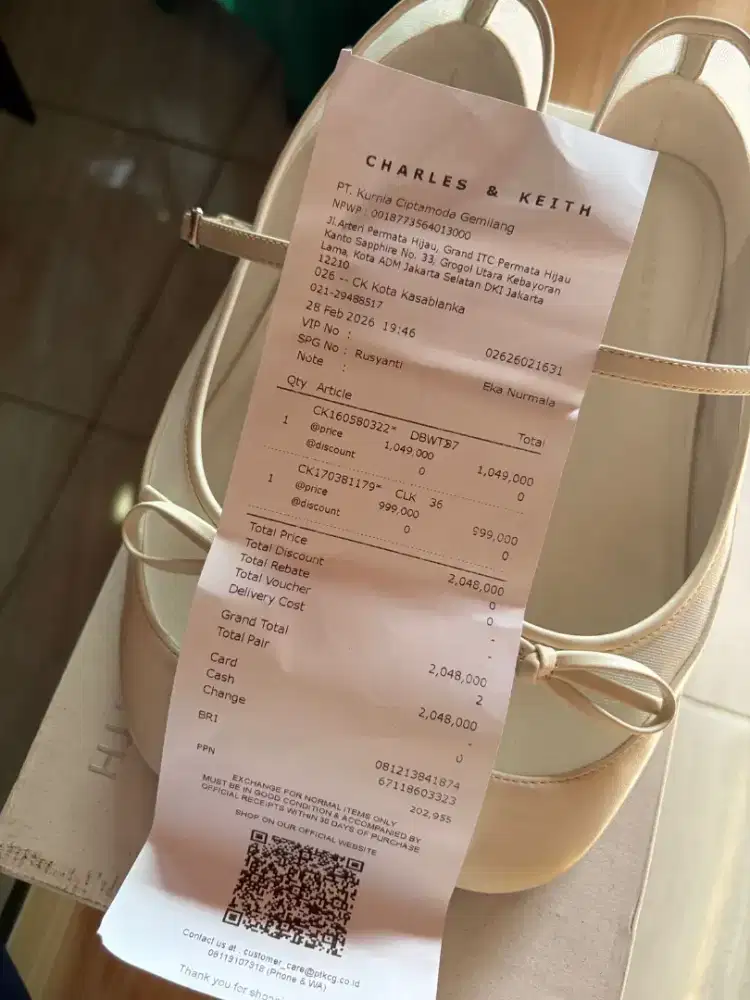 CHARLES & KEITH
PT. Kurnia Ciptamoda Gemilang
NPWP : 0018773564013000
Jl.Arteri Permata Hijau, Grand ITC Permata Hijau
Kanto Sapphire No. 33, Grogol Utara Kebayoran
Lama, Kota ADM Jakarta Selatan DKI Jakarta
12210
026 -- CK Kota Kasablanka
021-29488517
28 Feb 2026 19:46 02626021631
VIP No :
SPG No : Rusyanti Eka Nurmala
Note :
Qty Article Total
1 CK160580322* 37 1,049,000
@price 1,049,000
@discount 0 0
1 CK170381179* CLK 36 999,000
@price 999,000
@discount 0 0
Total Price 2,048,000
Total Discount 0
Total Rebate 0
Total Voucher -
Delivery Cost -
Grand Total 2,048,000
Total Pair 2
Card 2,048,000
Cash -
Change 0
BRI 081213841874
67118603323
PPN 202,955
EXCHANGE FOR NORMAL ITEMS ONLY
MUST BE IN GOOD CONDITION & ACCOMPANIED BY
OFFICIAL RECEIPTS WITHIN 30 DAYS OF PURCHASE
SHOP ON OUR OFFICIAL WEBSITE
Contact us at : customer_care@ptkcg.co.id
08119107318 (Phone & WA)
Thank you for